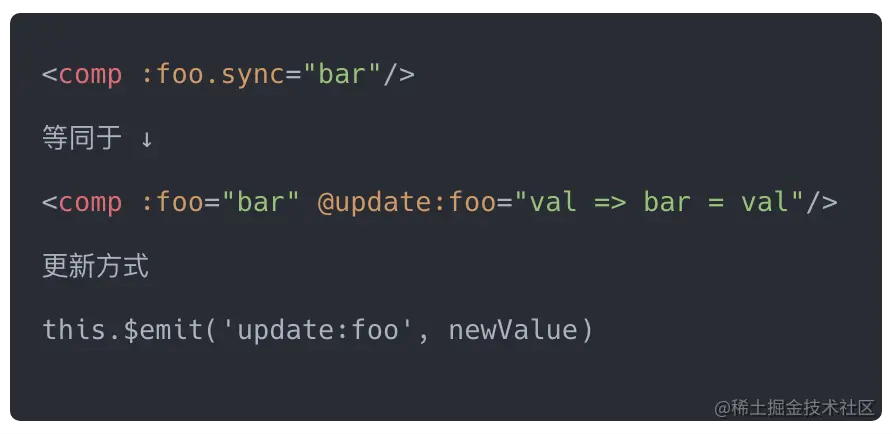 <comp :foo.sync="bar"/>
等同于 ↓
<comp :foo="bar" @update:foo="val => bar = val"/>
更新方式
this.$emit('update:foo', newValue)
@稀土掘金技术社区